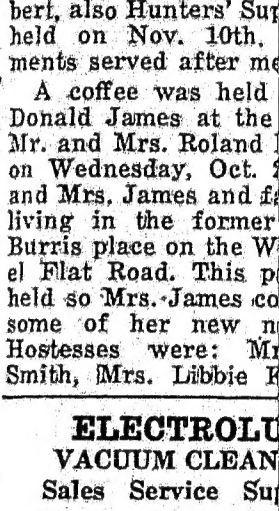 bert, also Hunters' Sup
held on Nov. 10th.
ments served after me
A coffee was held
Donald James at the
Mr. and Mrs. Roland
on Wednesday, Oct.
and Mrs. James and fa
living in the former
Burris place on the W
el Flat Road. This p
held so Mrs. James co
some of her new n
Hostesses were: Mr
Smith, Mrs. Libbie
ELECTROLU
VACUUM CLEAN
Sales Service Sup